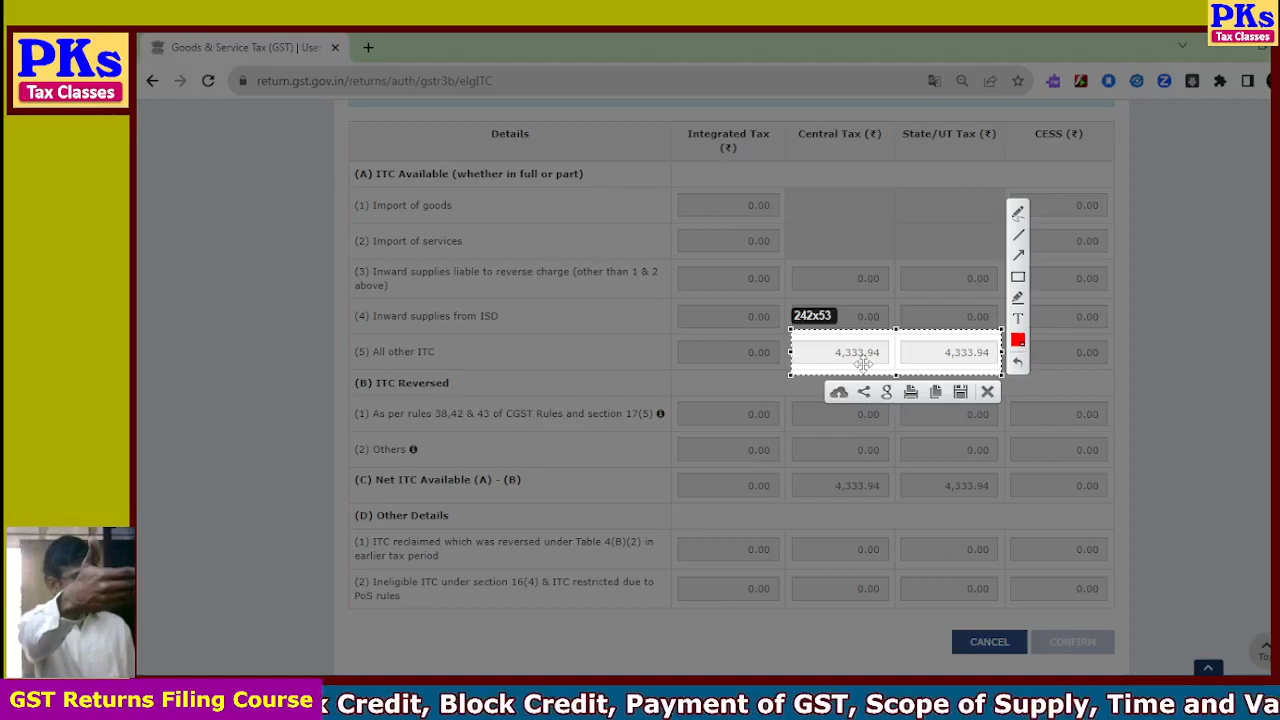 PKs
Tax Classes
PKs
Tax Classes
Goods & Service Tax (GST) | User
return.gst.gov.in/returns/auth/gstr3b/elgITC
Details
Integrated Tax (₹)
Central Tax (₹)
State/UT Tax (₹)
CESS (₹)
(A) ITC Available (whether in full or part)
(1) Import of goods 0.00 0.00
(2) Import of services 0.00 0.00
(3) Inward supplies liable to reverse charge (other than 1 & 2
above) 0.00 0.00 0.00 0.00
242x53
(4) Inward supplies from ISD 0.00 0.00 0.00 0.00
(5) All other ITC 0.00 4,333.94 4,333.94 0.00
(B) ITC Reversed
(1) As per rules 38,42 & 43 of CGST Rules and section 17(5) 0.00 0.00 0.00 0.00
(2) Others 0.00 0.00 0.00 0.00
(C) Net ITC Available (A) - (B) 0.00 4,333.94 4,333.94 0.00
(D) Other Details
(1) ITC reclaimed which was reversed under Table 4(B)(2) in
earlier tax period 0.00 0.00 0.00 0.00
(2) Ineligible ITC under section 16(4) & ITC restricted due to
PoS rules 0.00 0.00 0.00 0.00
CANCEL CONFIRM
GST Returns Filing Course
Credit, Block Credit, Payment of GST, Scope of Supply, Time and Va